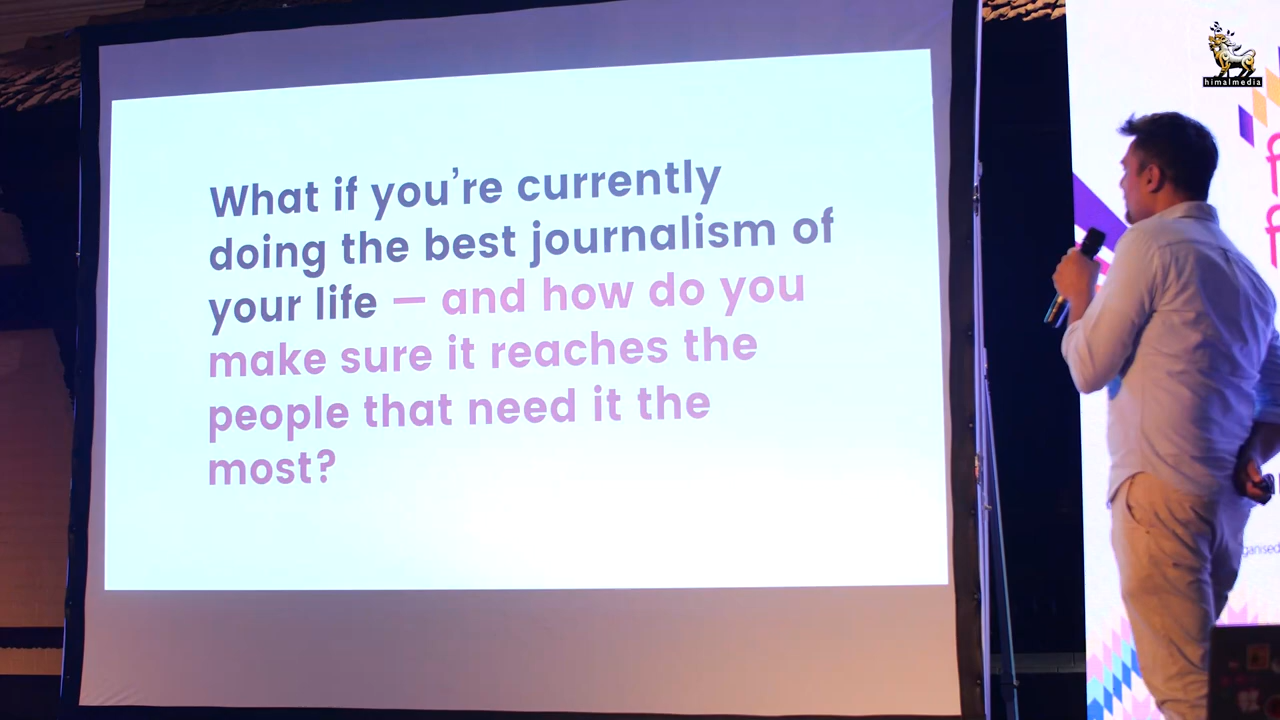 What if you’re currently
doing the best journalism of
your life — and how do you
make sure it reaches the
people that need it the
most?
himalmedia